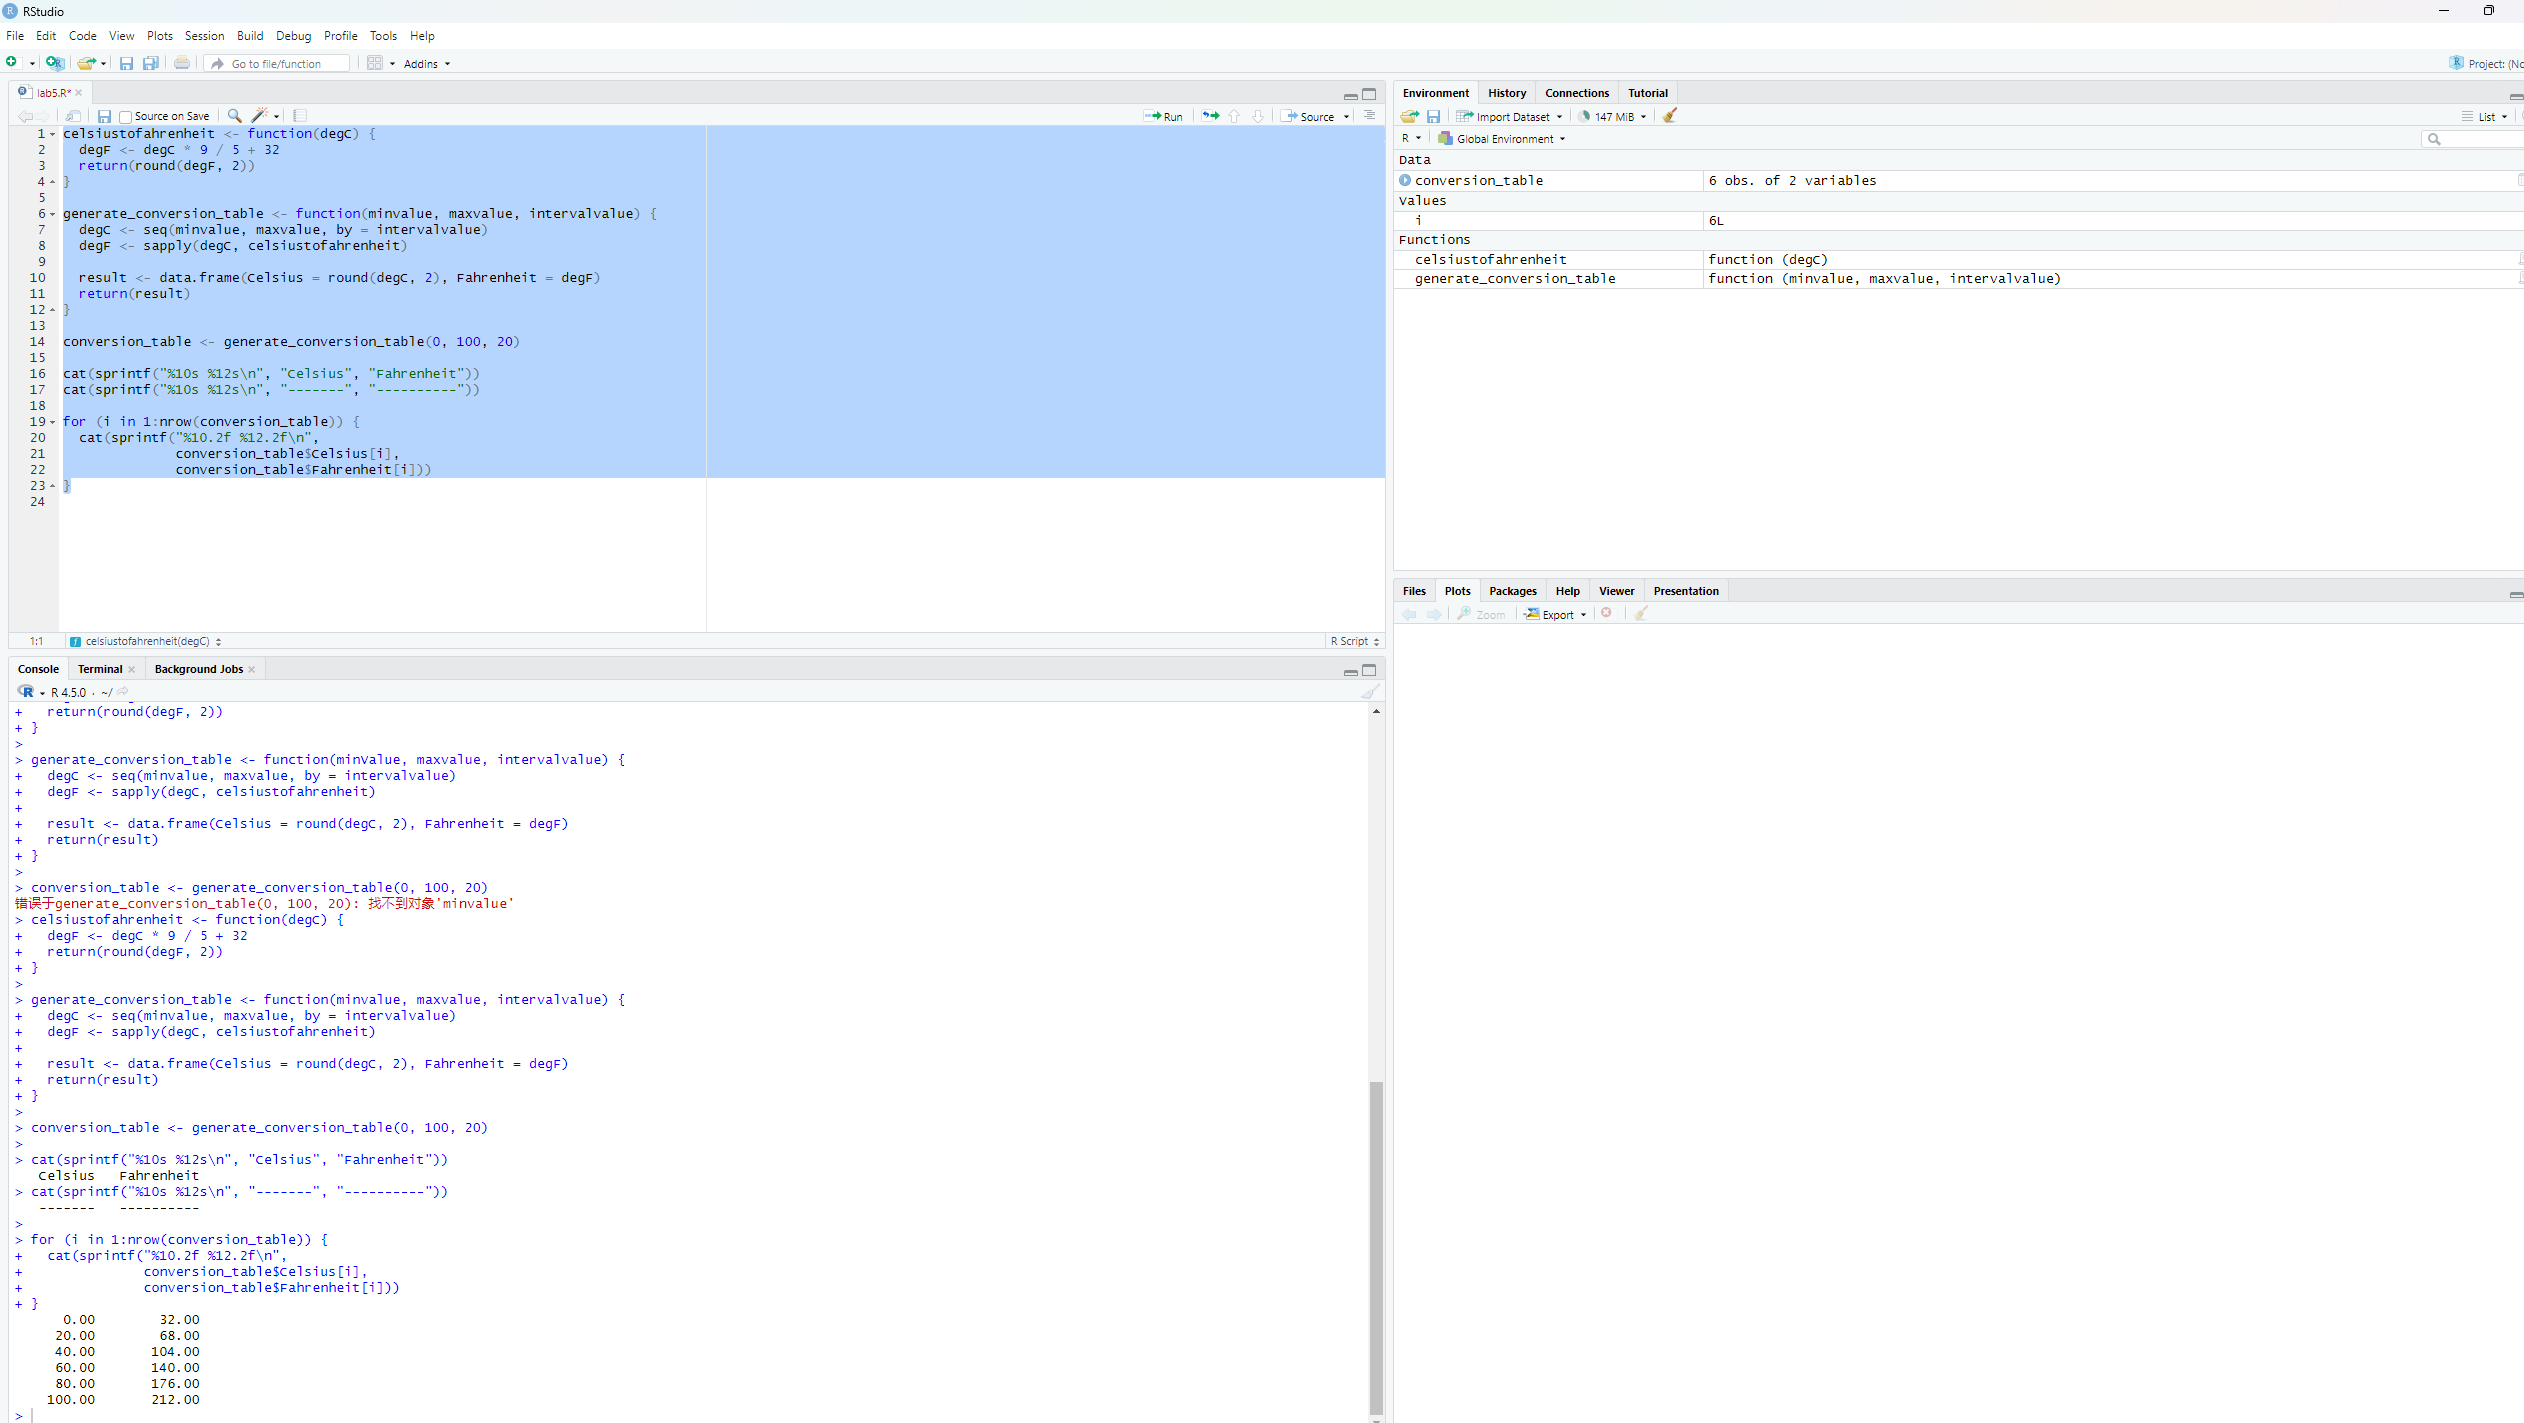 RStudio
File Edit Code View Plots Session Build Debug Profile Tools Help
Go to file/function Addins Project: (No
lab5.R*
Source on Save Run Source
1 celsiustofahrenheit <- function(degC) {
2   degF <- degC * 9 / 5 + 32
3   return(round(degF, 2))
4 }
5
6 generate_conversion_table <- function(minvalue, maxvalue, intervalvalue) {
7   degC <- seq(minvalue, maxvalue, by = intervalvalue)
8   degF <- sapply(degC, celsiustofahrenheit)
9
10   result <- data.frame(Celsius = round(degC, 2), Fahrenheit = degF)
11   return(result)
12 }
13
14 conversion_table <- generate_conversion_table(0, 100, 20)
15
16 cat(sprintf("%10s %12s\n", "Celsius", "Fahrenheit"))
17 cat(sprintf("%10s %12s\n", "-------", "----------"))
18
19 for (i in 1:nrow(conversion_table)) {
20   cat(sprintf("%10.2f %12.2f\n",
21               conversion_table$Celsius[i],
22               conversion_table$Fahrenheit[i]))
23 }
24
1:1 celsiustofahrenheit(degC) R Script
Console Terminal Background Jobs
R 4.5.0 · ~/
+   return(round(degF, 2))
+ }
>
> generate_conversion_table <- function(minValue, maxvalue, intervalvalue) {
+   degC <- seq(minvalue, maxvalue, by = intervalvalue)
+   degF <- sapply(degC, celsiustofahrenheit)
+
+   result <- data.frame(Celsius = round(degC, 2), Fahrenheit = degF)
+   return(result)
+ }
>
> conversion_table <- generate_conversion_table(0, 100, 20)
错误于generate_conversion_table(0, 100, 20): 找不到对象'minvalue'
> celsiustofahrenheit <- function(degC) {
+   degF <- degC * 9 / 5 + 32
+   return(round(degF, 2))
+ }
>
> generate_conversion_table <- function(minvalue, maxvalue, intervalvalue) {
+   degC <- seq(minvalue, maxvalue, by = intervalvalue)
+   degF <- sapply(degC, celsiustofahrenheit)
+
+   result <- data.frame(Celsius = round(degC, 2), Fahrenheit = degF)
+   return(result)
+ }
>
> conversion_table <- generate_conversion_table(0, 100, 20)
>
> cat(sprintf("%10s %12s\n", "Celsius", "Fahrenheit"))
   Celsius   Fahrenheit
> cat(sprintf("%10s %12s\n", "-------", "----------"))
   -------   ----------
>
> for (i in 1:nrow(conversion_table)) {
+   cat(sprintf("%10.2f %12.2f\n",
+               conversion_table$Celsius[i],
+               conversion_table$Fahrenheit[i]))
+ }
      0.00        32.00
     20.00        68.00
     40.00       104.00
     60.00       140.00
     80.00       176.00
    100.00       212.00
>
Environment History Connections Tutorial
Import Dataset 147 MiB List
R Global Environment
Data
conversion_table 6 obs. of 2 variables
Values
i 6L
Functions
celsiustofahrenheit function (degC)
generate_conversion_table function (minvalue, maxvalue, intervalvalue)
Files Plots Packages Help Viewer Presentation
Zoom Export